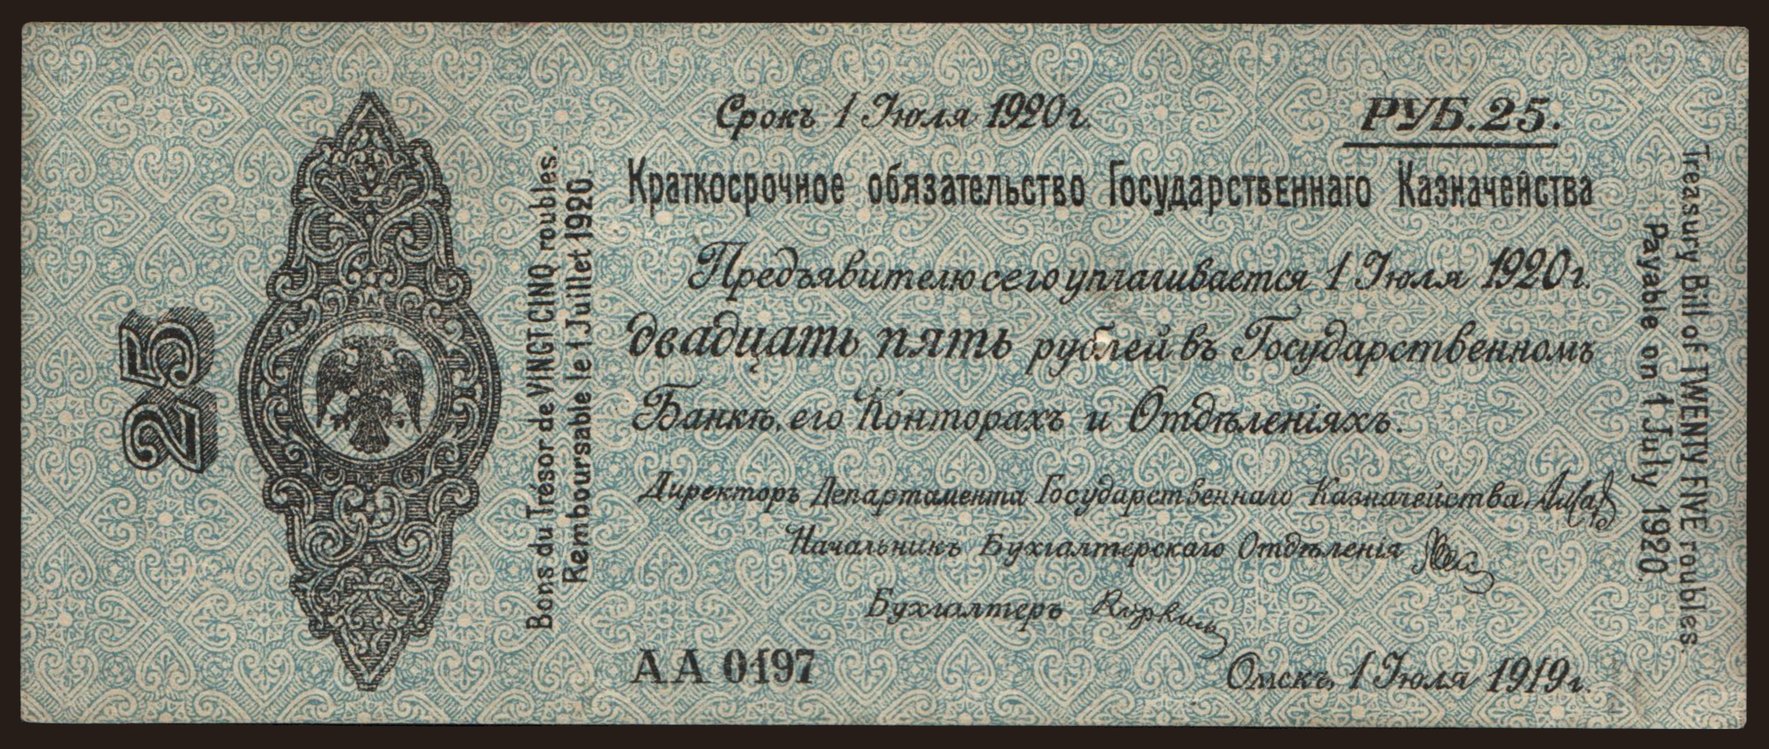 25
Bons du Trésor de VINGT CINQ roubles.
Remboursable le 1 Juillet 1920.
Срокъ 1 Іюля 1920 г.
РУБ. 25.
Краткосрочное обязательство Государственнаго Казначейства
Предъявителю сего уплачивается 1 Іюля 1920 г.
двадцать пять рублей въ Государственномъ
Банкѣ, его Конторахъ и Отдѣленіяхъ.
Директоръ Департамента Государственнаго Казначейства
Начальникъ Бухгалтерскаго Отдѣленія
Бухгалтеръ
АА 0197
Омскъ, 1 Іюля 1919 г.
Treasury Bill of TWENTY FIVE roubles.
Payable on 1 July 1920.